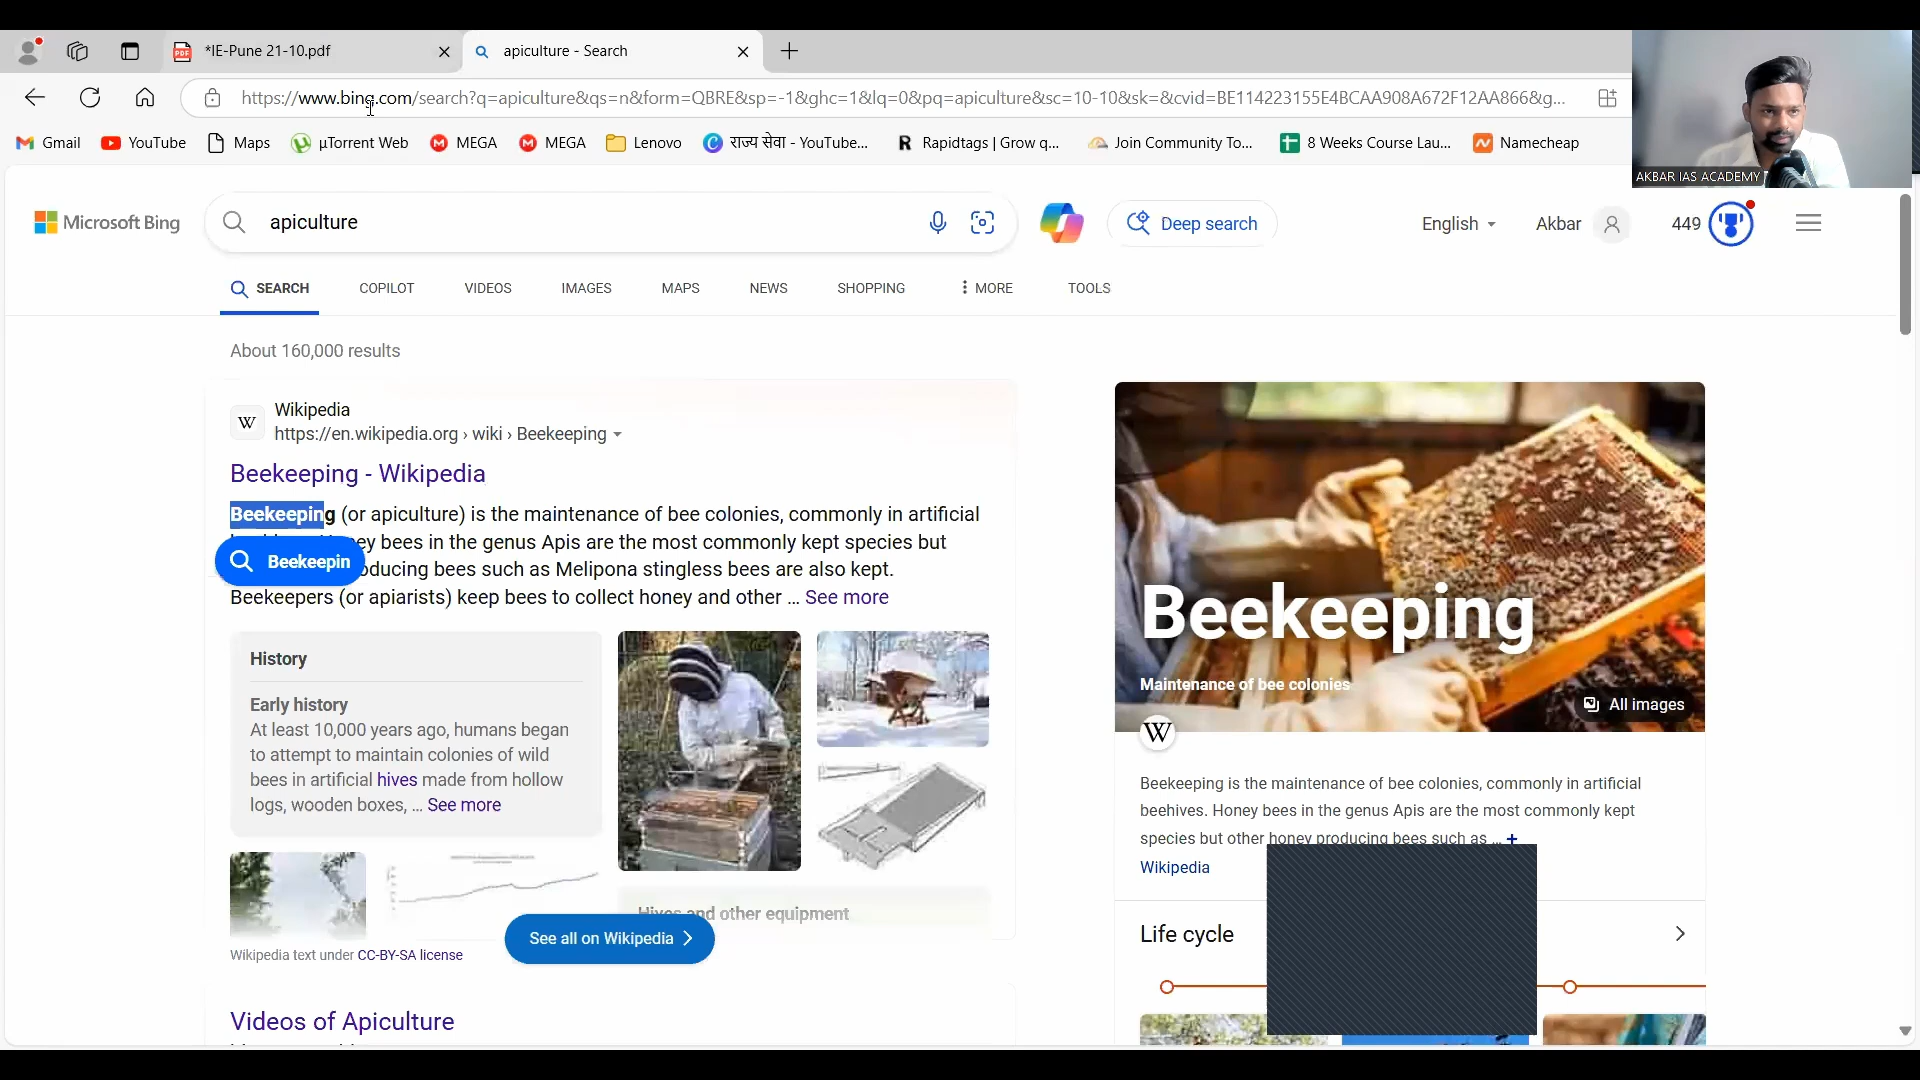 *IE-Pune 21-10.pdf
apiculture - Search
https://www.bing.com/search?q=apiculture&qs=n&form=QBRE&sp=-1&ghc=1&lq=0&pq=apiculture&sc=10-10&sk=&cvid=BE114223155E4BCAA908A672F12AA866&g...
Gmail
YouTube
Maps
µTorrent Web
MEGA
MEGA
Lenovo
राज्य सेवा - YouTube...
Rapidtags | Grow q...
Join Community To...
8 Weeks Course Lau...
Namecheap
AKBAR IAS ACADEMY
Microsoft Bing
apiculture
Deep search
English
Akbar
449
SEARCH
COPILOT
VIDEOS
IMAGES
MAPS
NEWS
SHOPPING
MORE
TOOLS
About 160,000 results
Wikipedia
https://en.wikipedia.org › wiki › Beekeeping
Beekeeping - Wikipedia
Beekeeping (or apiculture) is the maintenance of bee colonies, commonly in artificial
bees in the genus Apis are the most commonly kept species but
Beekeepin
bees such as Melipona stingless bees are also kept.
Beekeepers (or apiarists) keep bees to collect honey and other ... See more
History
Early history
At least 10,000 years ago, humans began
to attempt to maintain colonies of wild
bees in artificial hives made from hollow
logs, wooden boxes, ... See more
Hives and other equipment
See all on Wikipedia
Wikipedia text under CC-BY-SA license
Videos of Apiculture
Beekeeping
Maintenance of bee colonies
All images
W
Beekeeping is the maintenance of bee colonies, commonly in artificial
beehives. Honey bees in the genus Apis are the most commonly kept
species but other honey producing bees such as ... +
Wikipedia
Life cycle